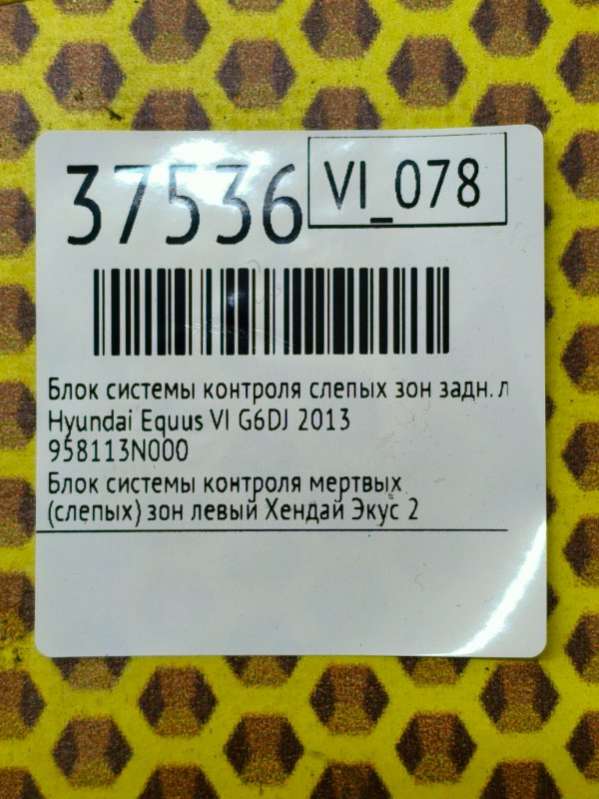 37536
VI_078
Блок системы контроля слепых зон задн. л
Hyundai Equus VI G6DJ 2013
958113N000
Блок системы контроля мертвых
(слепых) зон левый Хендай Экус 2